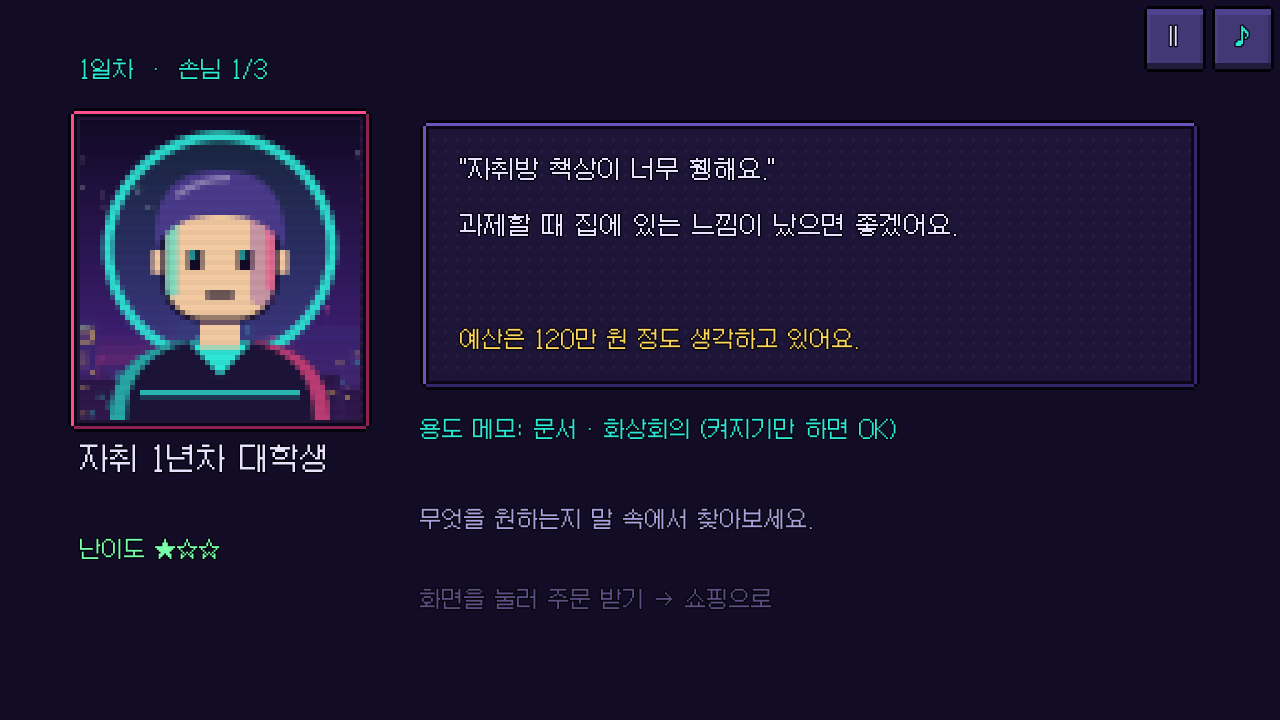 1일차 · 손님 1/3
"자취방 책상이 너무 휑해요."
과제할 때 집에 있는 느낌이 났으면 좋겠어요.
예산은 120만 원 정도 생각하고 있어요.
용도 메모: 문서 · 화상회의 (켜지기만 하면 OK)
자취 1년차 대학생
무엇을 원하는지 말 속에서 찾아보세요.
난이도 ★☆☆
화면을 눌러 주문 받기 → 쇼핑으로